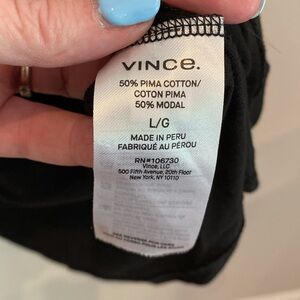 VINCE.
50% PIMA COTTON/
COTON PIMA
50% MODAL
L/G
MADE IN PERU
FABRIQUÉ AU PÉROU
RN#106730
Vince, LLC
500 Fifth Avenue, 20th Floor
New York, NY 10110